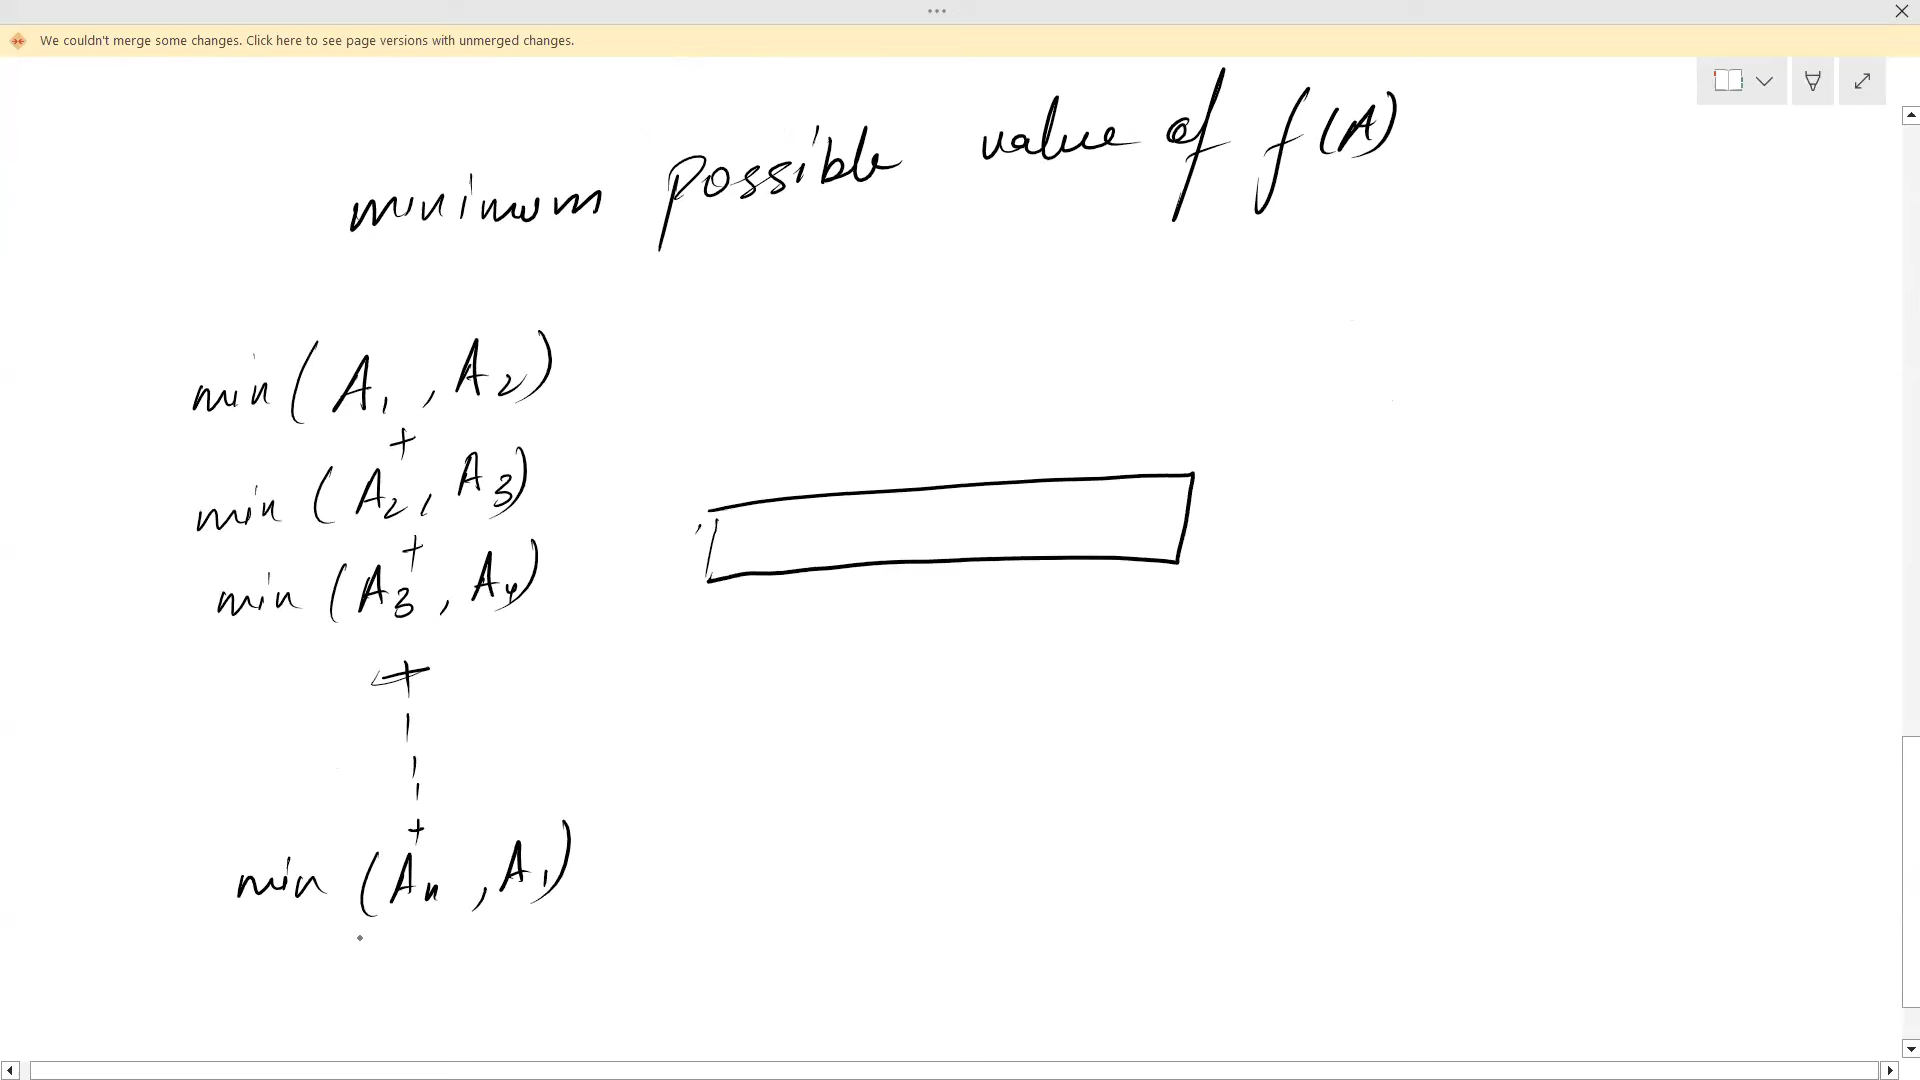 We couldn't merge some changes. Click here to see page versions with unmerged changes.
minimum possible value of f(A)
min( A₁ , A₂)
+
min ( A₂, A₃)
+
min ( A₃ , A₄)
+
+
min ( Aₙ , A₁)